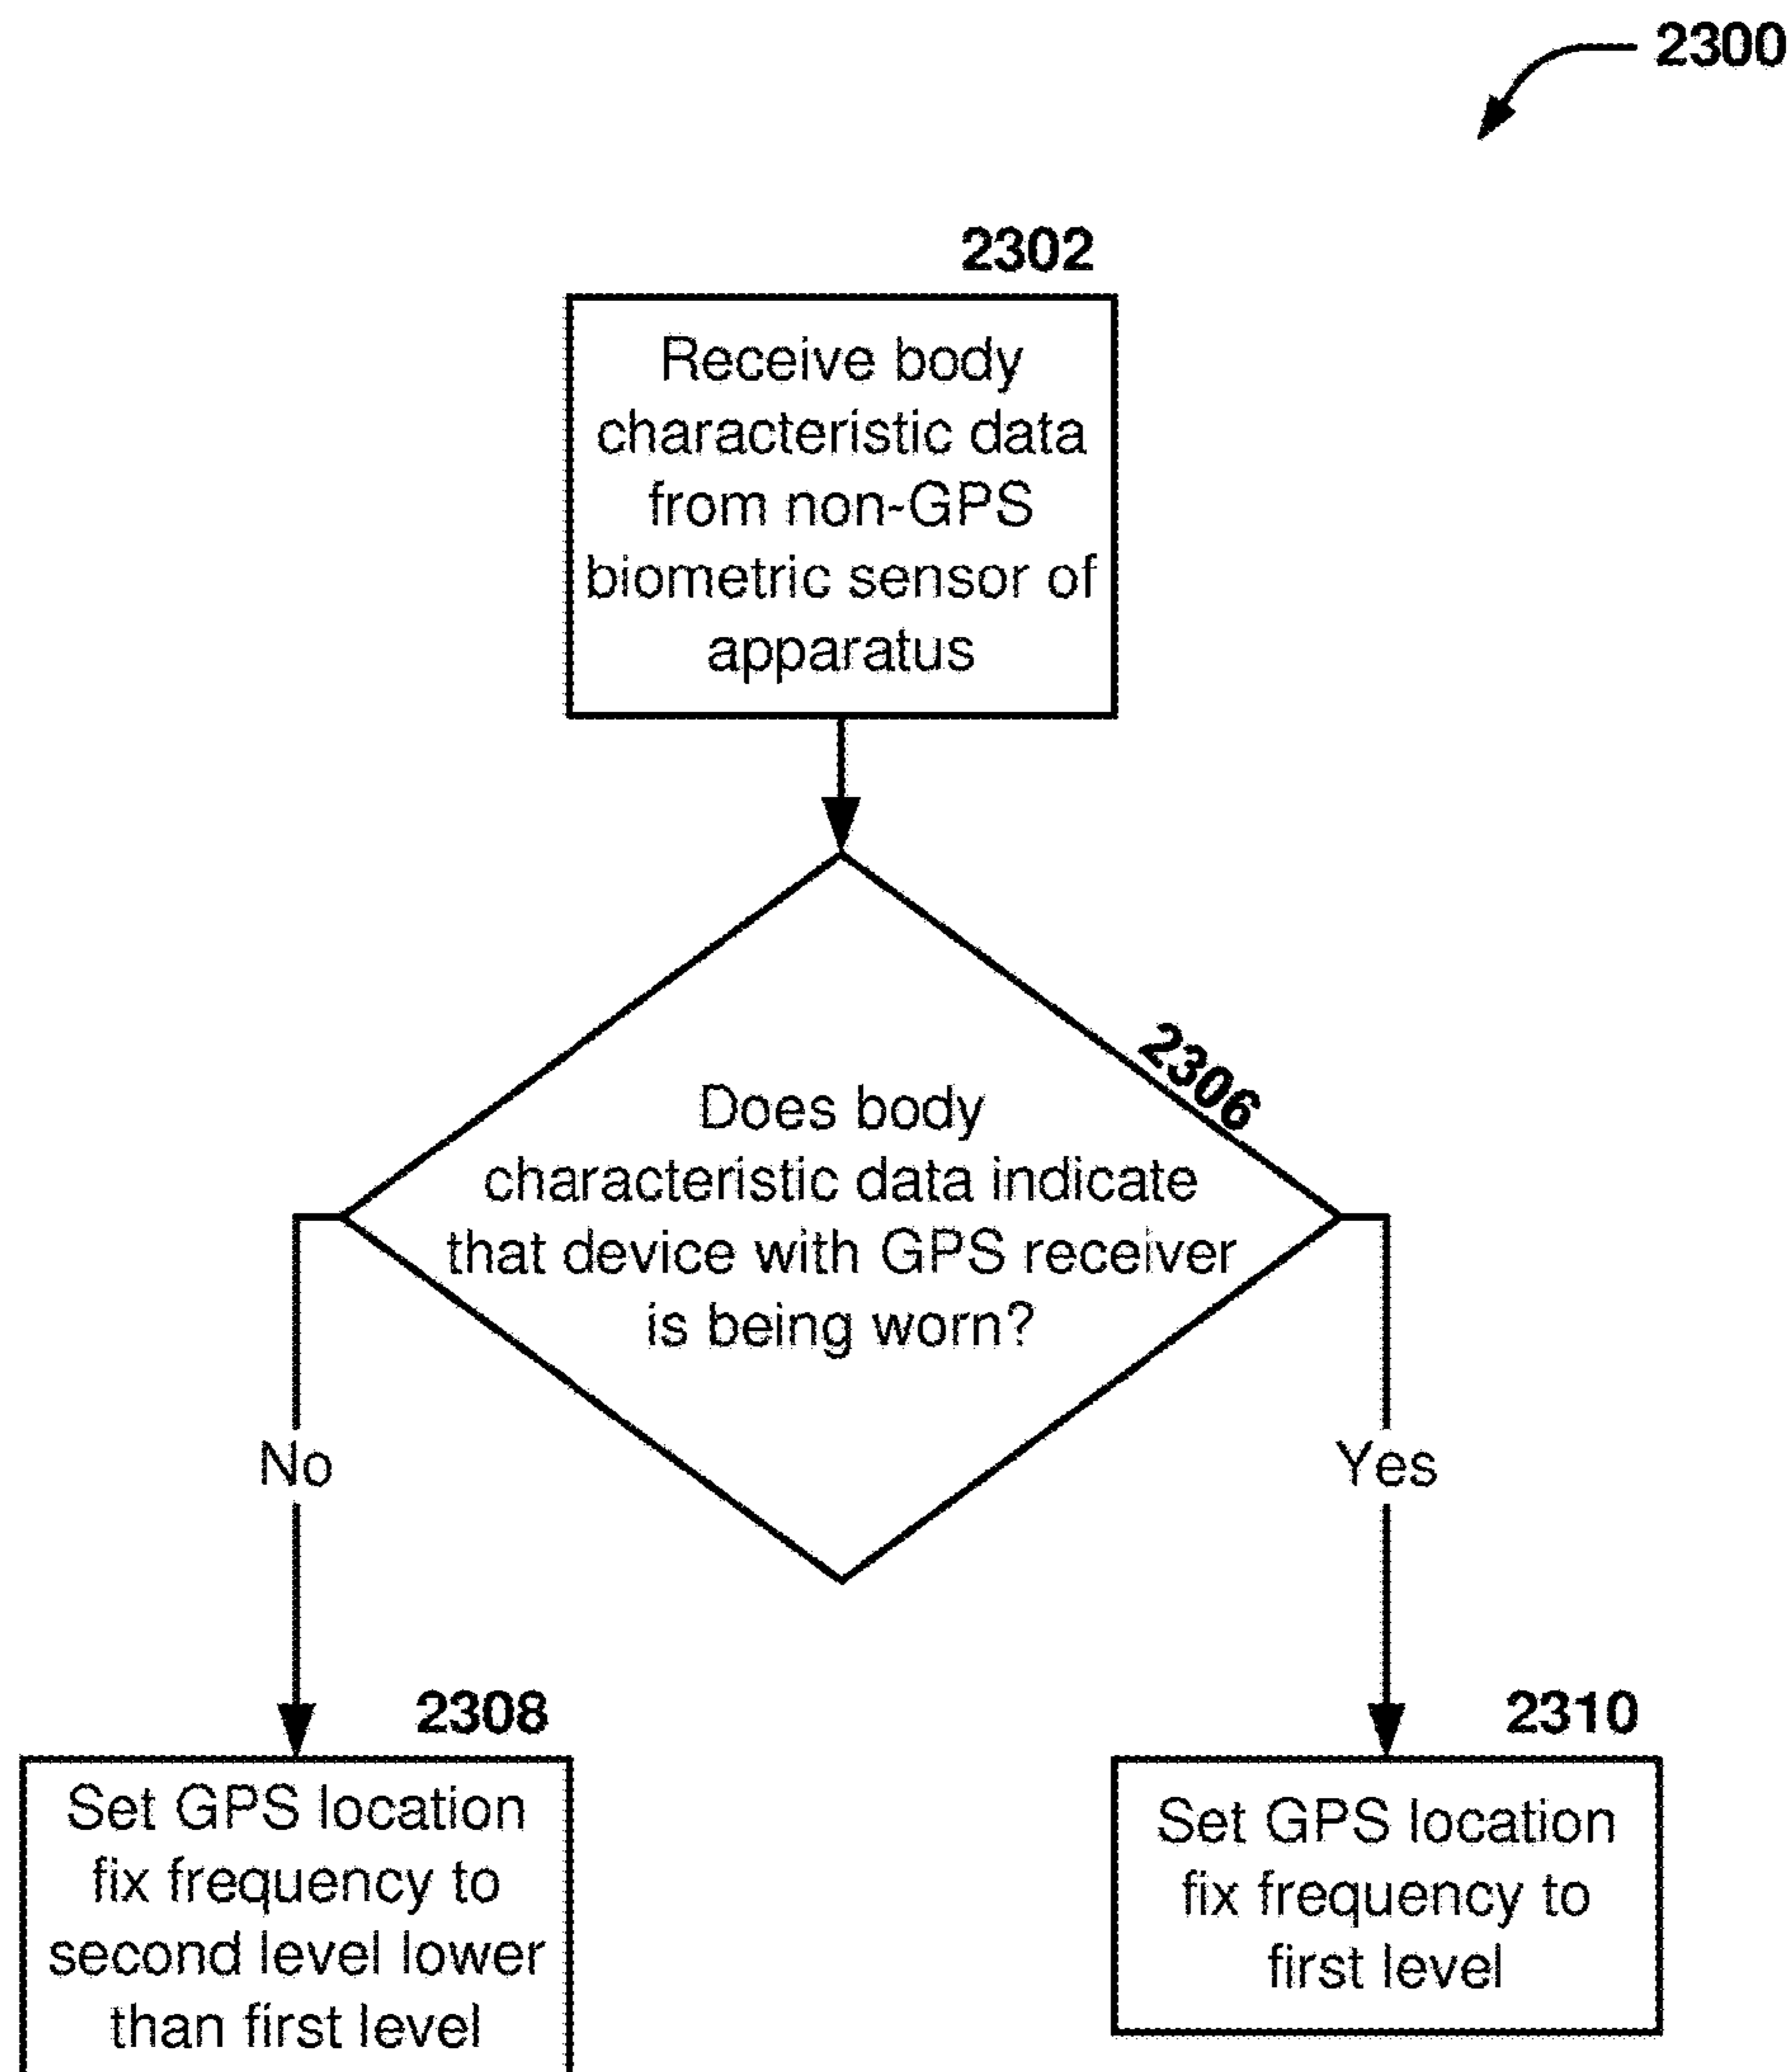 2300
2302
Receive body
characteristic data
from non-GPS
biometric sensor of
apparatus
2306
Does body
characteristic data indicate
that device with GPS receiver
is being worn?
No
Yes
2308
Set GPS location
fix frequency to
second level lower
than first level
2310
Set GPS location
fix frequency to
first level